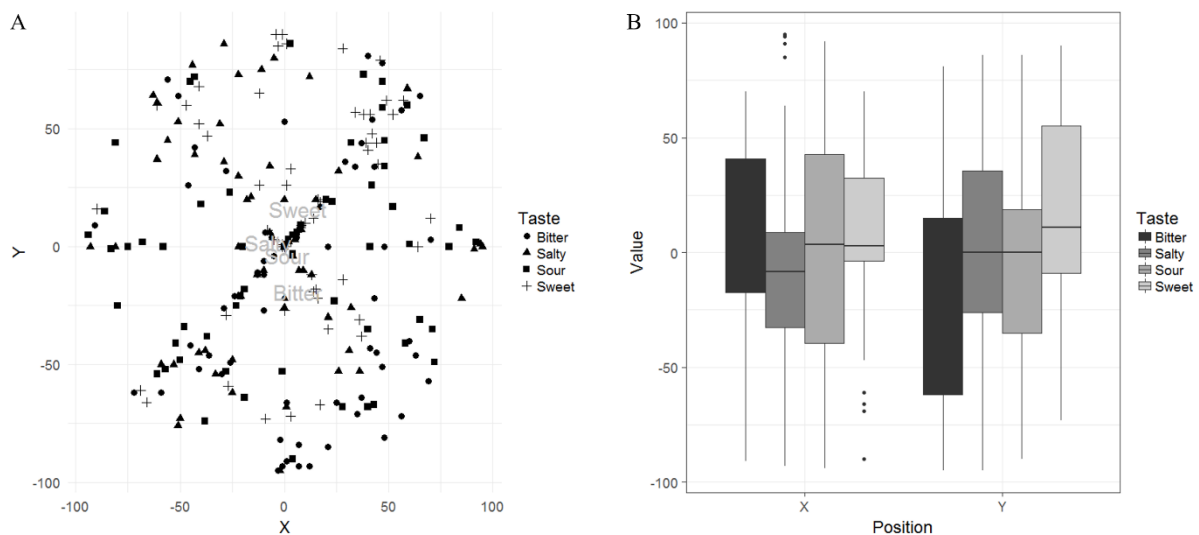 A
Y
100
50
0
-50
-100
Sweet
Salty
Sour
Bitter
-100 -50 0 50 100
X
Taste
Bitter
Salty
Sour
Sweet
B
Value
100
50
0
-50
-100
X Y
Position
Taste
Bitter
Salty
Sour
Sweet